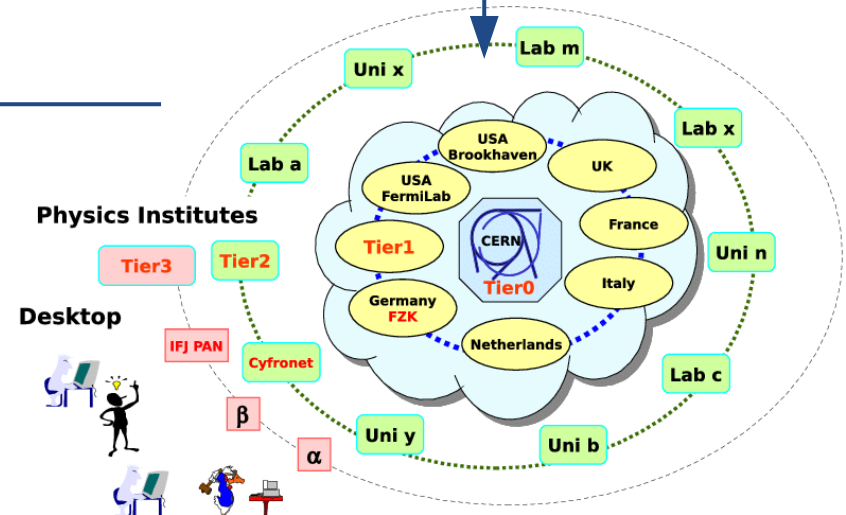 Lab m
Uni x
Lab x
USA
Brookhaven
Lab a
UK
USA
FermiLab
Physics Institutes
France
CERN
Tier1
Uni n
Tier3
Tier2
Italy
Tier0
Germany
FZK
Desktop
Netherlands
IFJ PAN
Cyfronet
Lab c
β
Uni y
Uni b
α